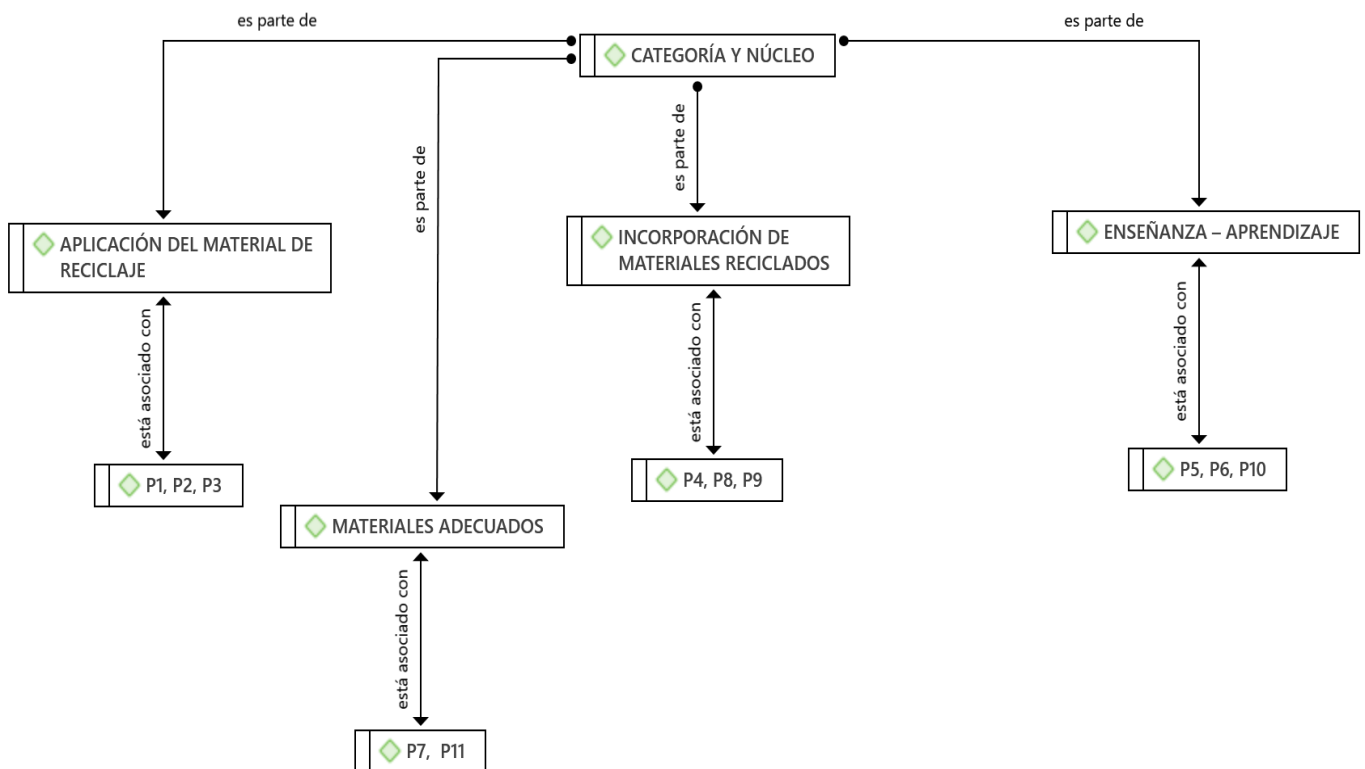 es parte de
es parte de
CATEGORÍA Y NÚCLEO
es parte de
es parte de
APLICACIÓN DEL MATERIAL DE
RECICLAJE
INCORPORACIÓN DE
MATERIALES RECICLADOS
ENSEÑANZA – APRENDIZAJE
está asociado con
está asociado con
está asociado con
P1, P2, P3
P4, P8, P9
P5, P6, P10
MATERIALES ADECUADOS
está asociado con
P7, P11